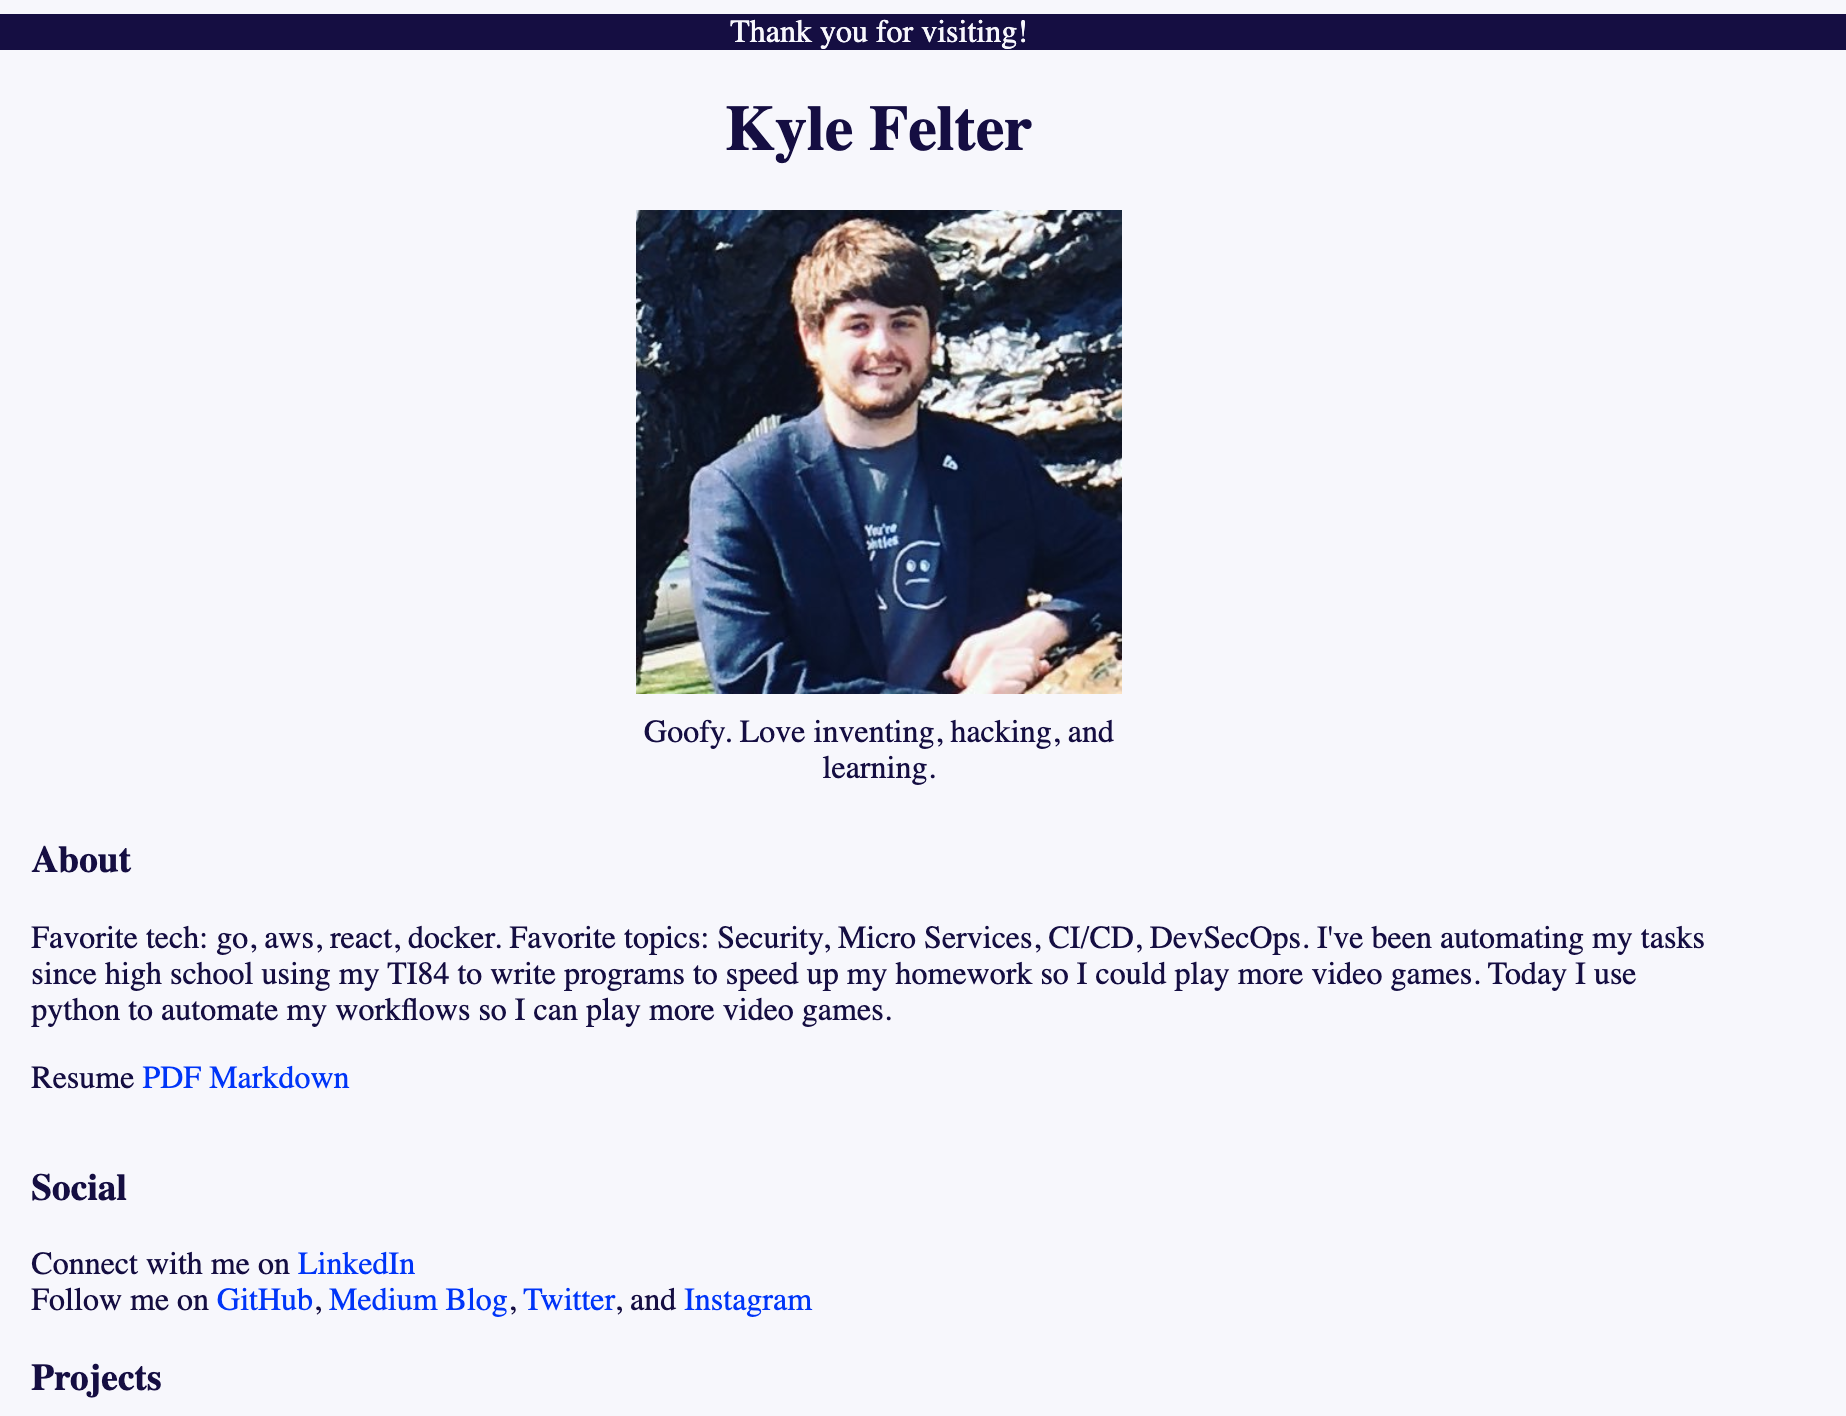 Thank you for visiting!
Kyle Felter
You're
Goofy. Love inventing, hacking, and
learning.
About
Favorite tech: go, aws, react, docker. Favorite topics: Security, Micro Services, CI/CD, DevSecOps. I've been automating my tasks
since high school using my TI84 to write programs to speed up my homework so I could play more video games. Today I use
python to automate my workflows so I can play more video games.
Resume PDF Markdown
Social
Connect with me on LinkedIn
Follow me on GitHub, Medium Blog, Twitter, and Instagram
Projects